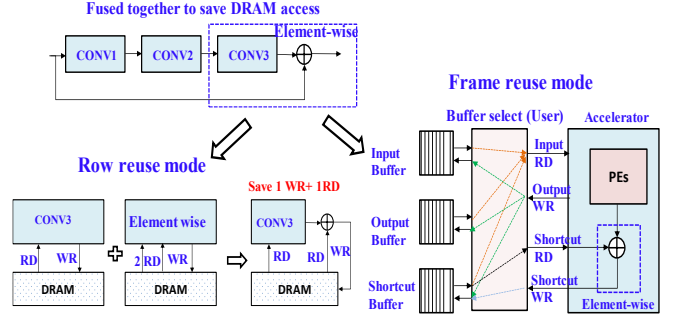 Fused together to save DRAM access
Element-wise
CONV1
CONV2
CONV3
Frame reuse mode
Buffer select (User)
Accelerator
Row reuse mode
Input
Buffer
Input
RD
PEs
Save 1 WR+ 1RD
Output
WR
CONV3
Element wise
CONV3
Output
Buffer
Shortcut
RD
RD
WR
2
RD
WR
RD
RD
WR
Shortcut
Buffer
Shortcut
WR
Element-wise
DRAM
DRAM
DRAM